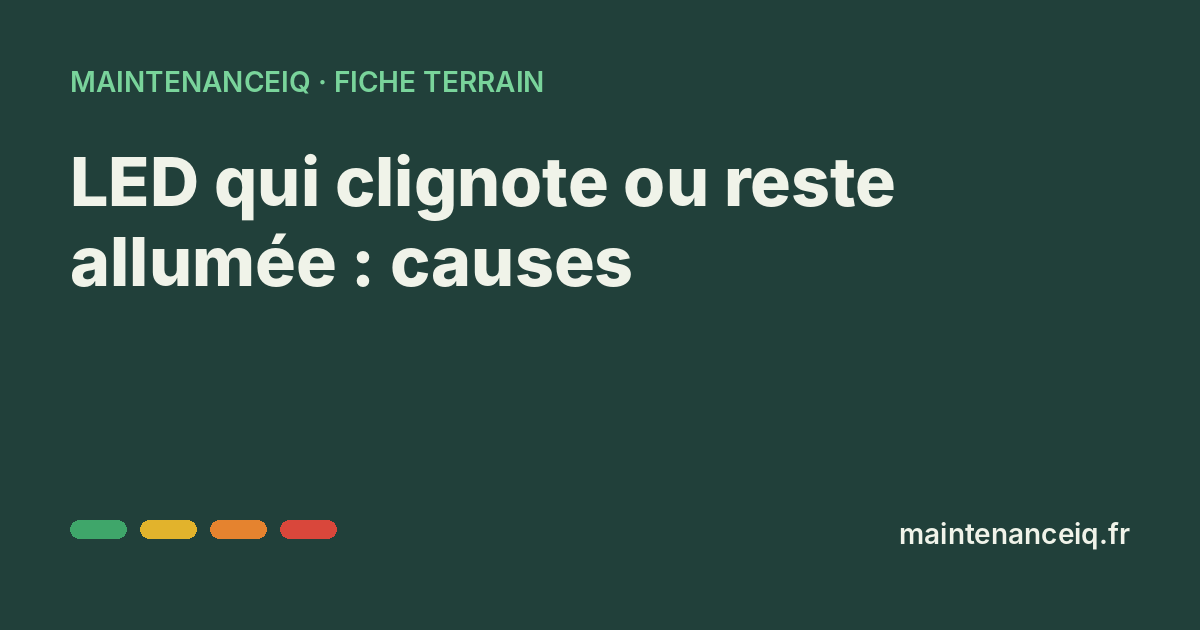 MAINTENANCEIQ · FICHE TERRAIN
LED qui clignote ou reste
allumée : causes
maintenanceiq.fr